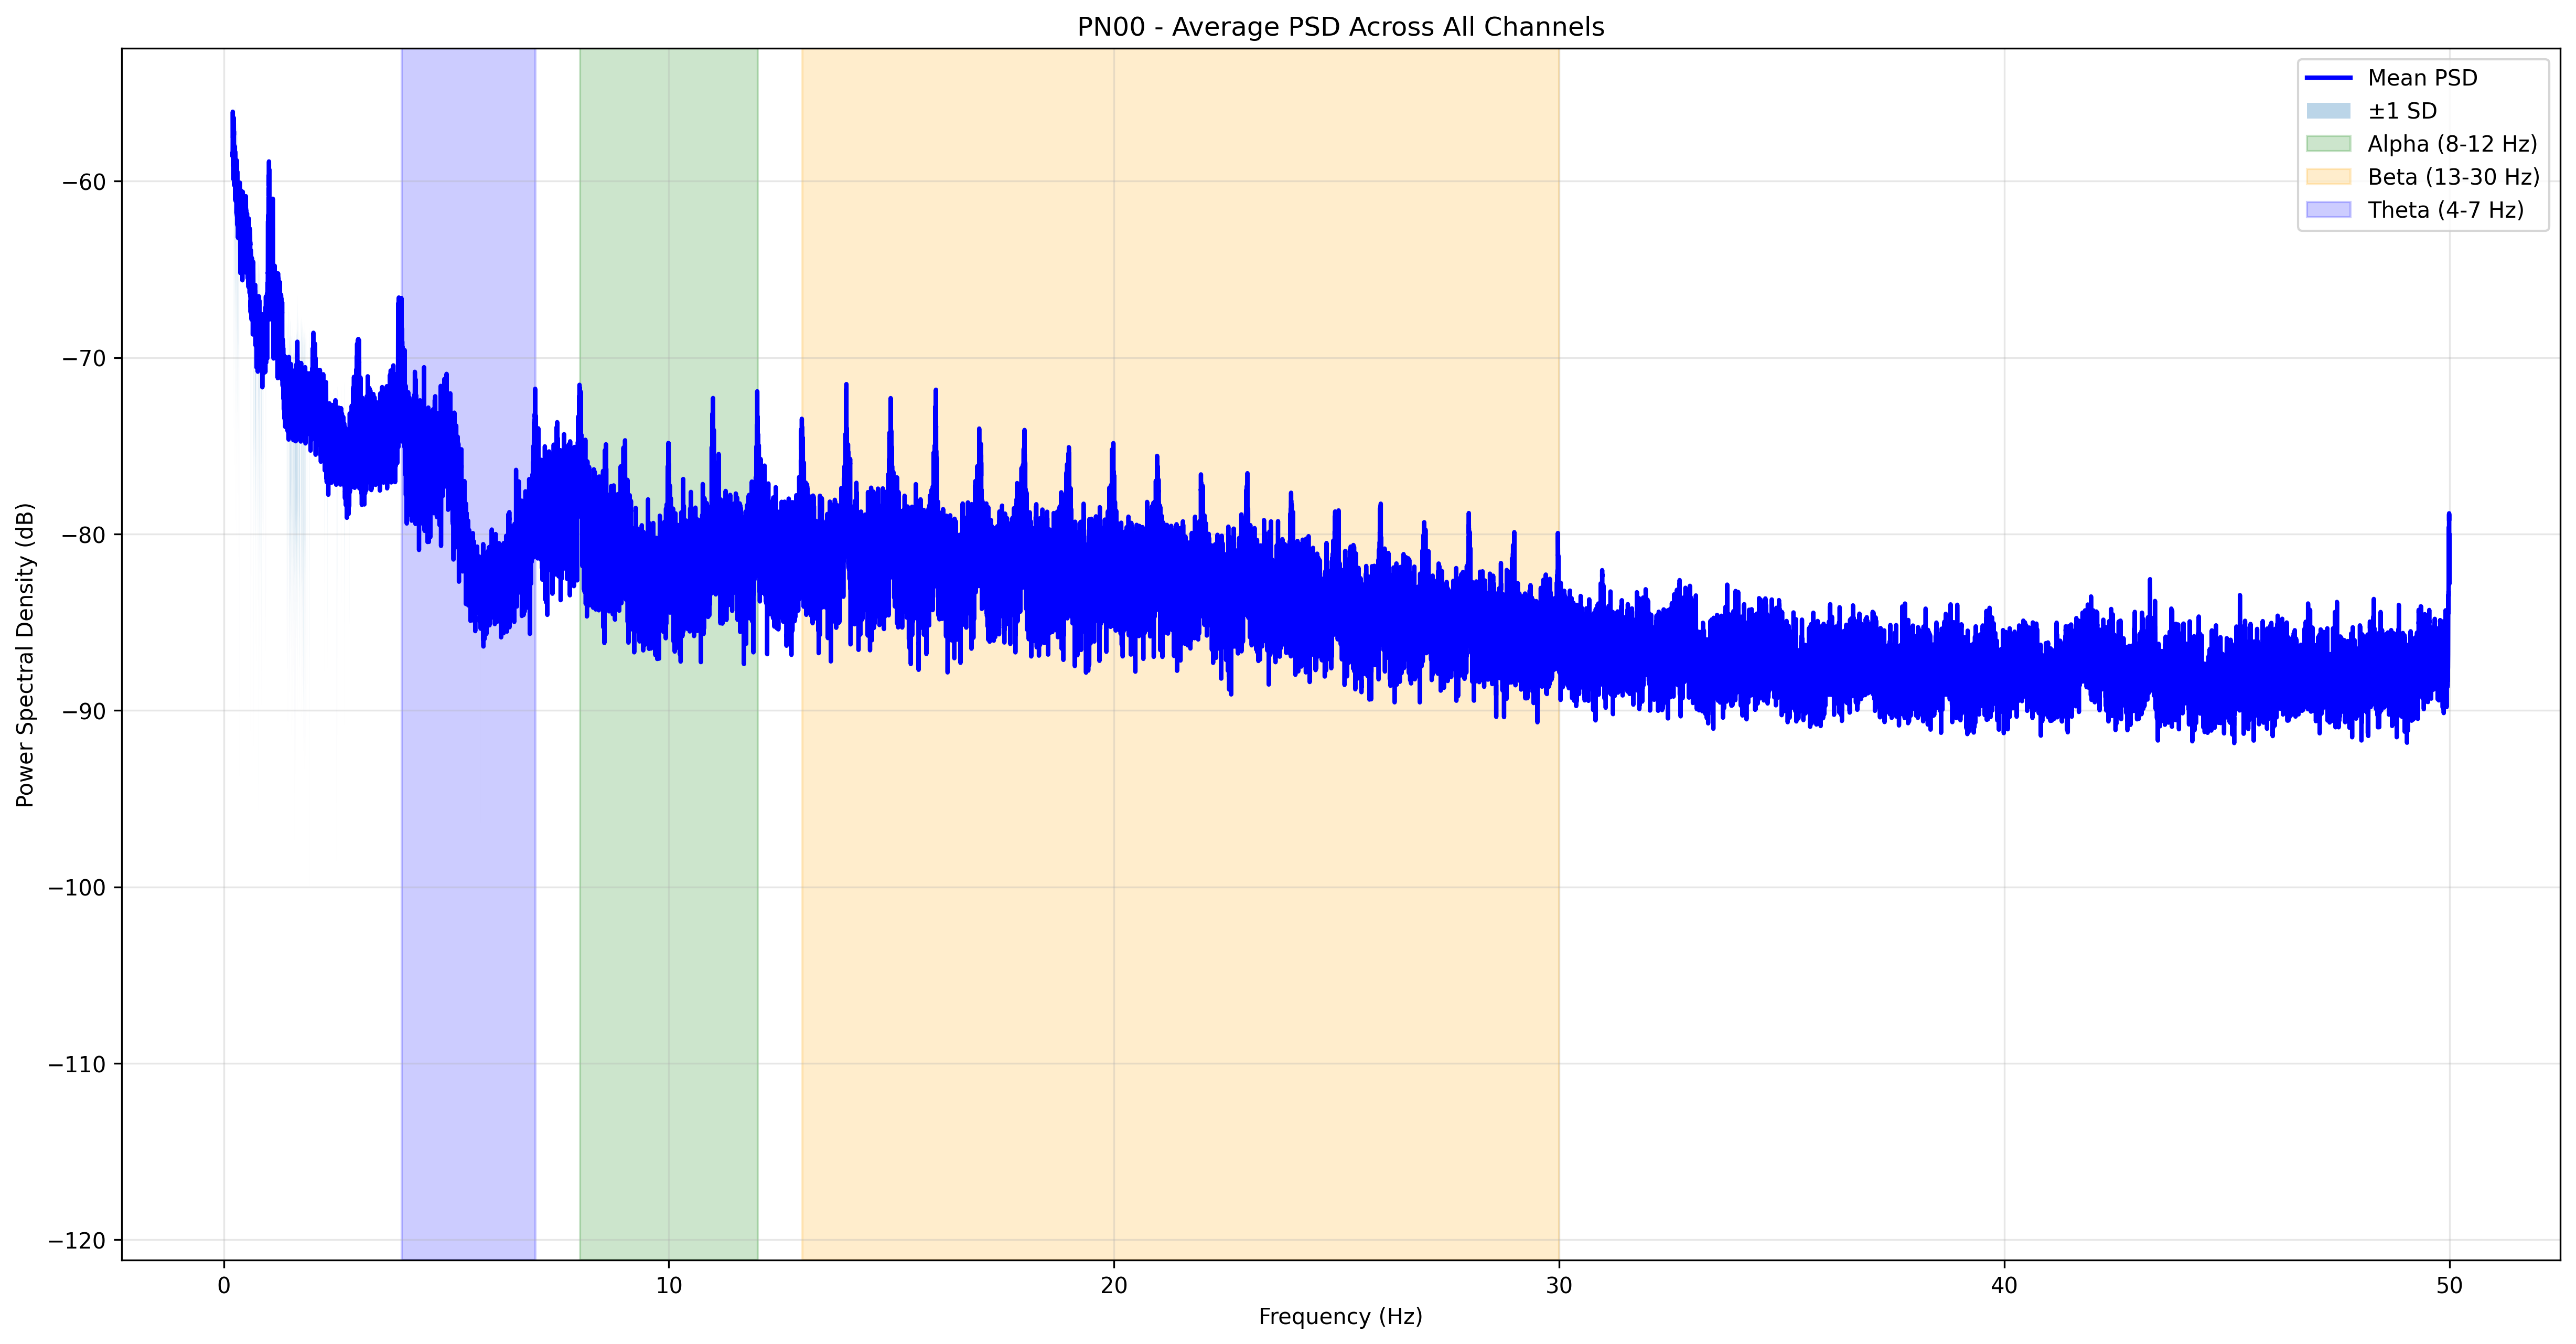 PN00 - Average PSD Across All Channels
Mean PSD
±1 SD
Alpha (8-12 Hz)
Beta (13-30 Hz)
Theta (4-7 Hz)
Power Spectral Density (dB)
−60
−70
−80
−90
−100
−110
−120
0 10 20 30 40 50
Frequency (Hz)